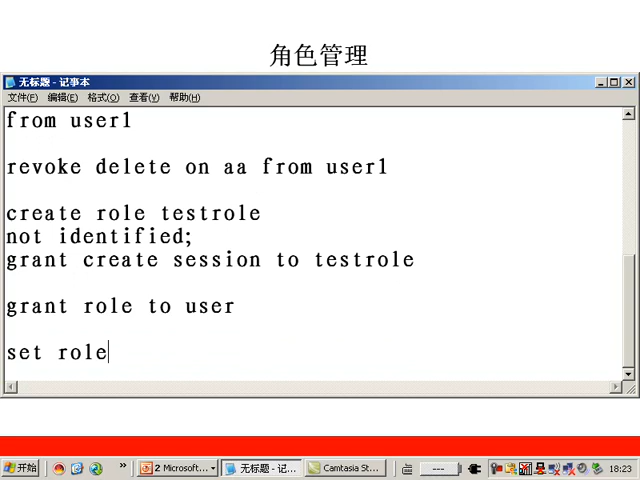 角色管理
无标题 - 记事本
文件(F) 编辑(E) 格式(O) 查看(V) 帮助(H)
from user1
revoke delete on aa from user1
create role testrole
not identified;
grant create session to testrole
grant role to user
set role
开始 » 2 Microsoft... 无标题 - 记... Camtasia St... --- 18:23